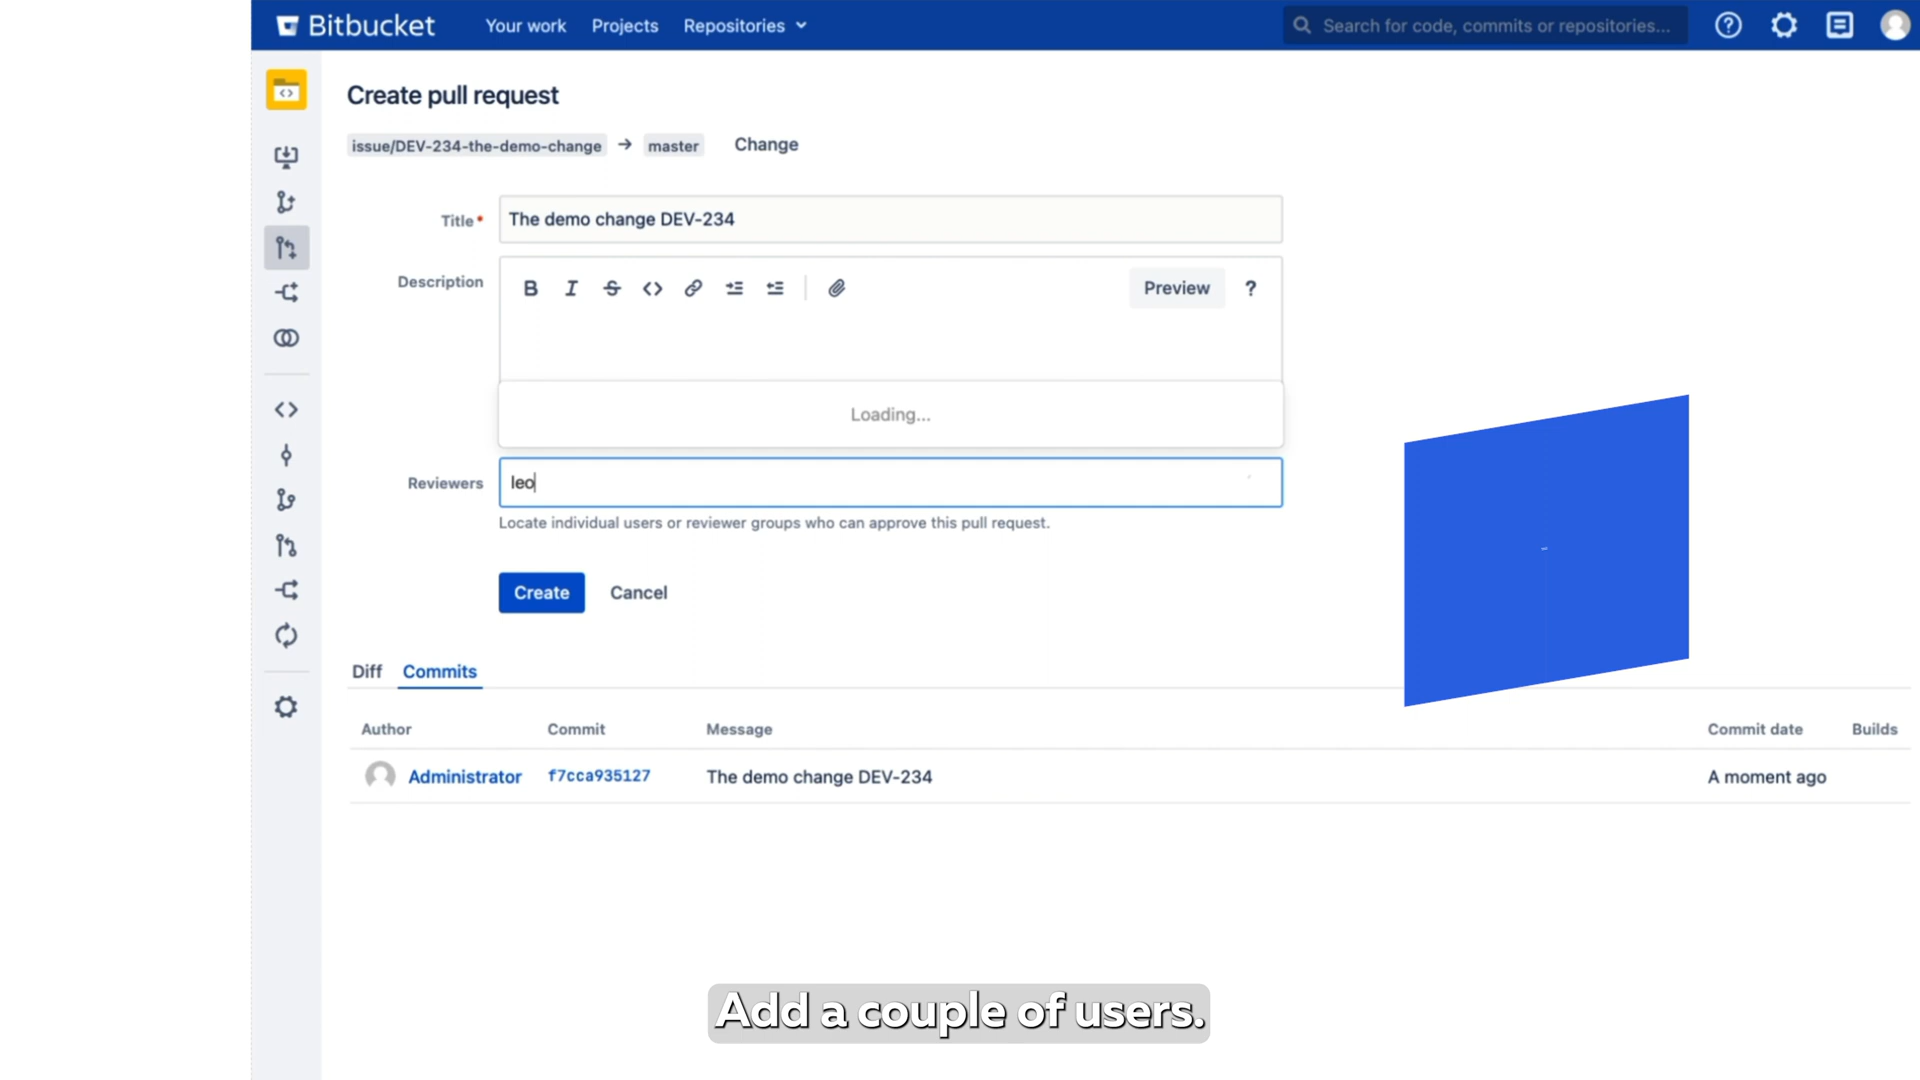 Bitbucket
Your work
Projects
Repositories
Search for code, commits or repositories...
Create pull request
issue/DEV-234-the-demo-change → master
Change
Title*
The demo change DEV-234
Description
Preview
?
Loading...
Reviewers
leo
Locate individual users or reviewer groups who can approve this pull request.
Create
Cancel
Diff
Commits
Author
Commit
Message
Commit date
Builds
Administrator
f7cca935127
The demo change DEV-234
A moment ago
Add a couple of users.